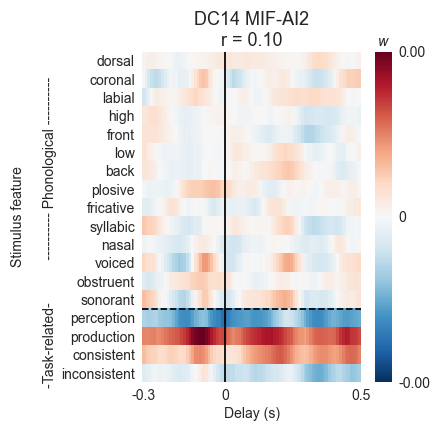 DC14 MIF-AI2
r = 0.10
w
dorsal
coronal
labial
high
front
low
back
plosive
fricative
syllabic
nasal
voiced
obstruent
sonorant
perception
production
consistent
inconsistent
Stimulus feature
-Task-related- ----------- Phonological -----------
0.00
0
-0.00
-0.3
0
0.5
Delay (s)